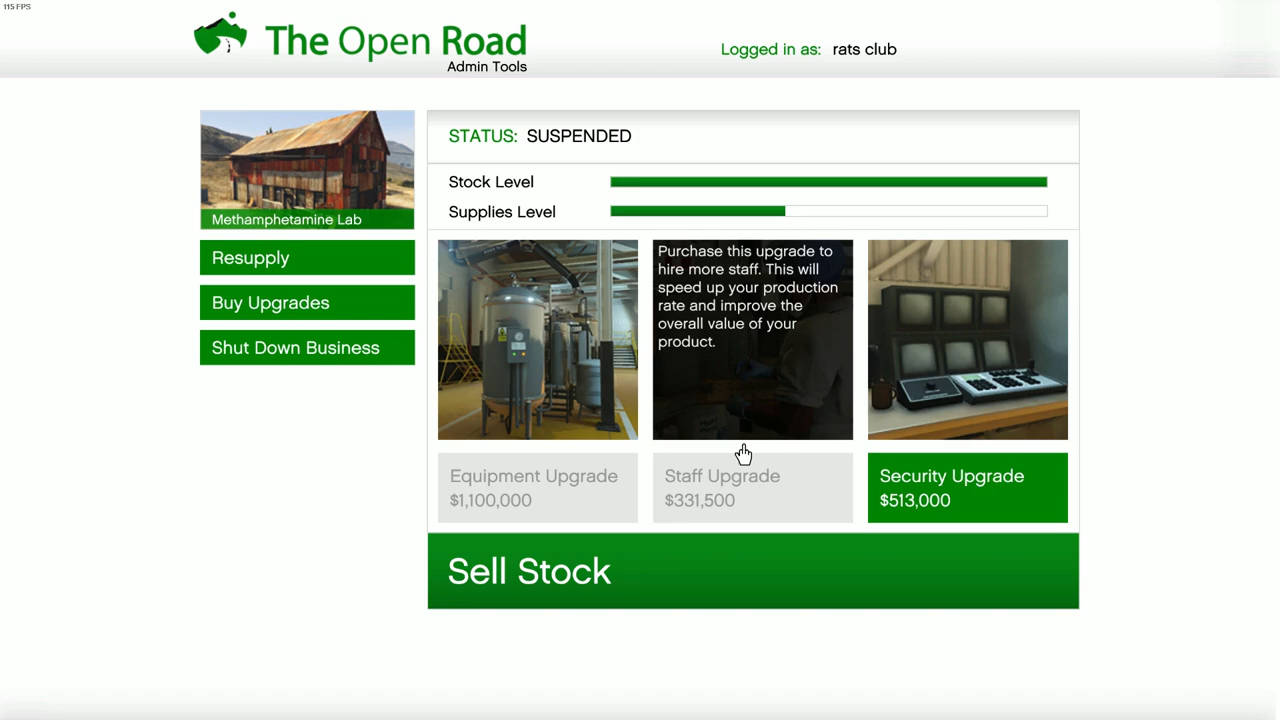 115 FPS
The Open Road
Admin Tools
Logged in as: rats club
Methamphetamine Lab
Resupply
Buy Upgrades
Shut Down Business
STATUS: SUSPENDED
Stock Level
Supplies Level
Purchase this upgrade to
hire more staff. This will
speed up your production
rate and improve the
overall value of your
product.
Equipment Upgrade
$1,100,000
Staff Upgrade
$331,500
Security Upgrade
$513,000
Sell Stock